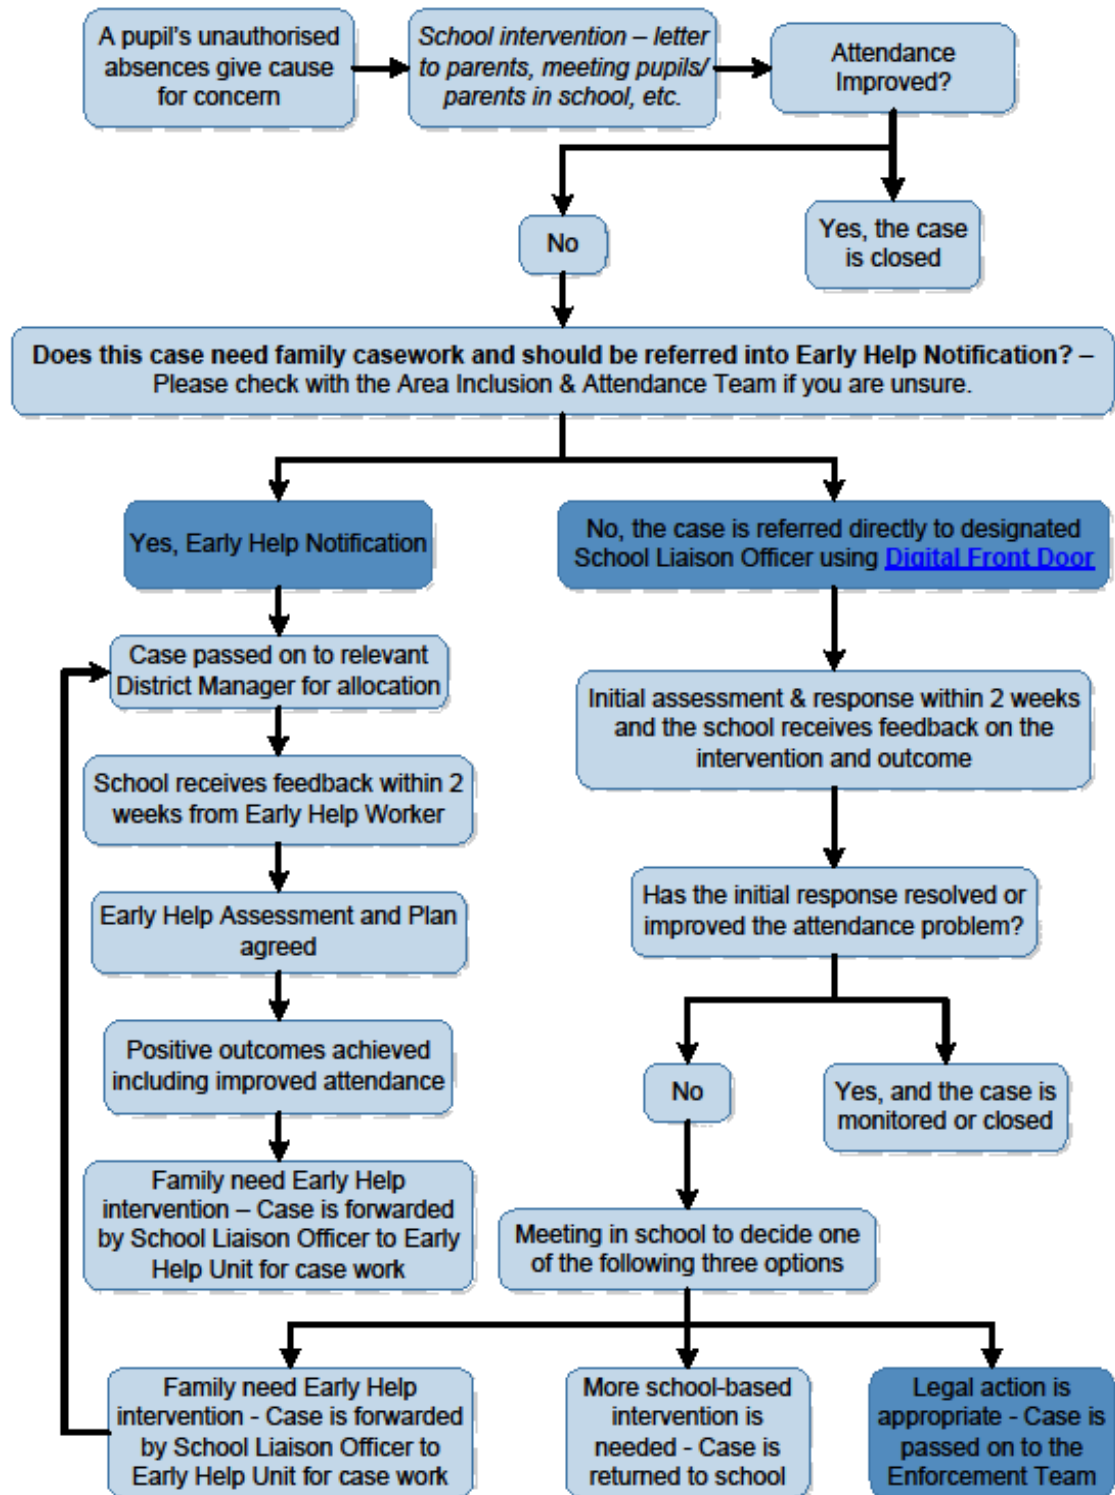 A pupil's unauthorised
absences give cause
for concern
School intervention – letter
to parents, meeting pupils/
parents in school, etc.
Attendance
Improved?
No
Yes, the case
is closed
Does this case need family casework and should be referred into Early Help Notification? –
Please check with the Area Inclusion & Attendance Team if you are unsure.
Yes, Early Help Notification
No, the case is referred directly to designated
School Liaison Officer using Digital Front Door
Case passed on to relevant
District Manager for allocation
Initial assessment & response within 2 weeks
and the school receives feedback on the
intervention and outcome
School receives feedback within 2
weeks from Early Help Worker
Has the initial response resolved or
improved the attendance problem?
Early Help Assessment and Plan
agreed
Positive outcomes achieved
including improved attendance
No
Yes, and the case is
monitored or closed
Family need Early Help
intervention – Case is forwarded
by School Liaison Officer to Early
Help Unit for case work
Meeting in school to decide one
of the following three options
Family need Early Help
intervention - Case is forwarded
by School Liaison Officer to
Early Help Unit for case work
More school-based
intervention is
needed - Case is
returned to school
Legal action is
appropriate - Case is
passed on to the
Enforcement Team